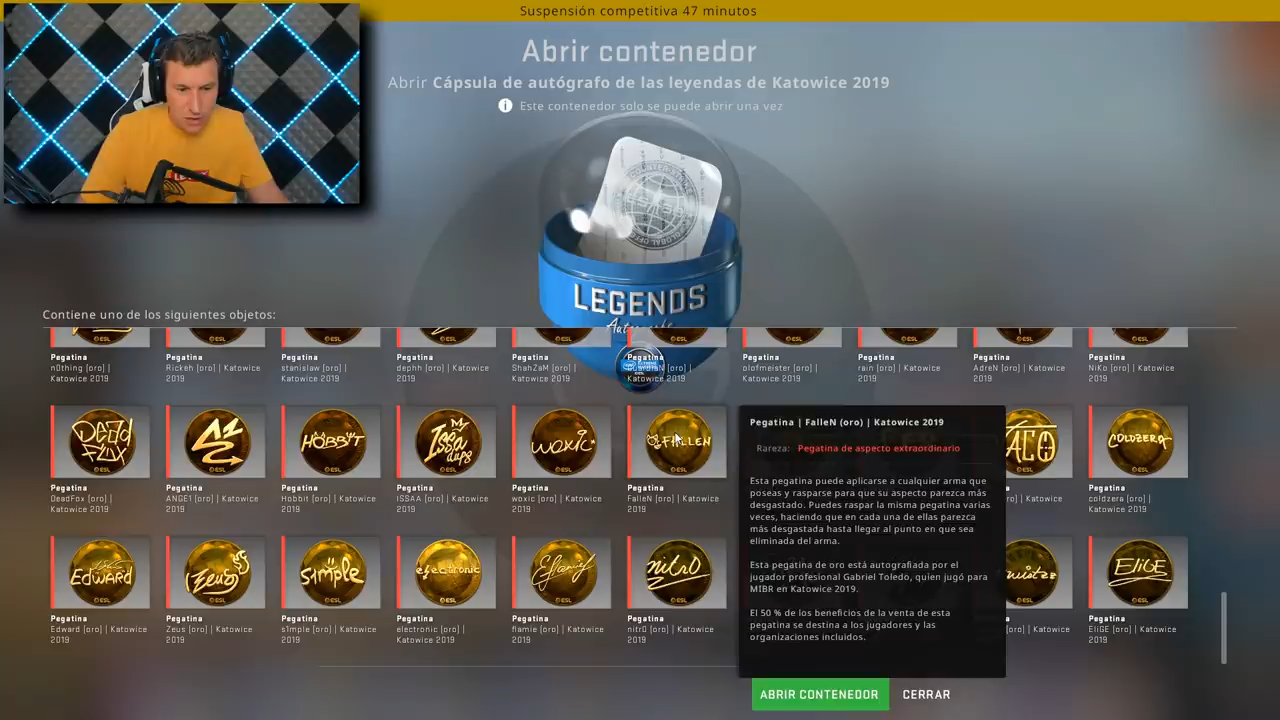 Suspensión competitiva 47 minutos
Abrir contenedor
Abrir Cápsula de autógrafo de las leyendas de Katowice 2019
Este contenedor solo se puede abrir una vez
LEGENDS
Contiene uno de los siguientes objetos:
Pegatina
n0thing (oro) |
Katowice 2019
Pegatina
Rickeh (oro) |
Katowice 2019
Pegatina
stanislaw (oro) |
Katowice 2019
Pegatina
dephh (oro) |
Katowice 2019
Pegatina
ShahZaM (oro) |
Katowice 2019
Pegatina
Katowice 2019
Pegatina
olofmeister (oro) |
Katowice 2019
Pegatina
rain (oro) | Katowice
2019
Pegatina
AdreN (oro) |
Katowice 2019
Pegatina
NiKo (oro) |
Katowice 2019
Pegatina
DeadFox (oro) |
Katowice 2019
Pegatina
ANGE1 (oro) | Katowice
2019
Pegatina
Hobbit (oro) | Katowice
2019
Pegatina
ISSAA (oro) | Katowice
2019
Pegatina
woxic (oro) | Katowice
2019
Pegatina
FalleN (oro) | Katowice
2019
Pegatina
coldzera (oro) |
Katowice 2019
Pegatina
Edward (oro) | Katowice
2019
Pegatina
Zeus (oro) | Katowice
2019
Pegatina
s1mple (oro) | Katowice
2019
Pegatina
electronic (oro) |
Katowice 2019
Pegatina
flamie (oro) | Katowice
2019
Pegatina
nitr0 (oro) | Katowice
2019
Pegatina
EliGE (oro) | Katowice
2019
Pegatina | FalleN (oro) | Katowice 2019
Rareza: Pegatina de aspecto extraordinario
Esta pegatina puede aplicarse a cualquier arma que
poseas y rasparse para que su aspecto parezca más
desgastado. Puedes raspar la misma pegatina varias
veces, haciendo que en cada una de ellas parezca
más desgastada hasta llegar al punto en que sea
eliminada del arma.
Esta pegatina de oro está autografiada por el
jugador profesional Gabriel Toledo, quien jugó para
MIBR en Katowice 2019.
El 50 % de los beneficios de la venta de esta
pegatina se destina a los jugadores y las
organizaciones incluidos.
ABRIR CONTENEDOR
CERRAR